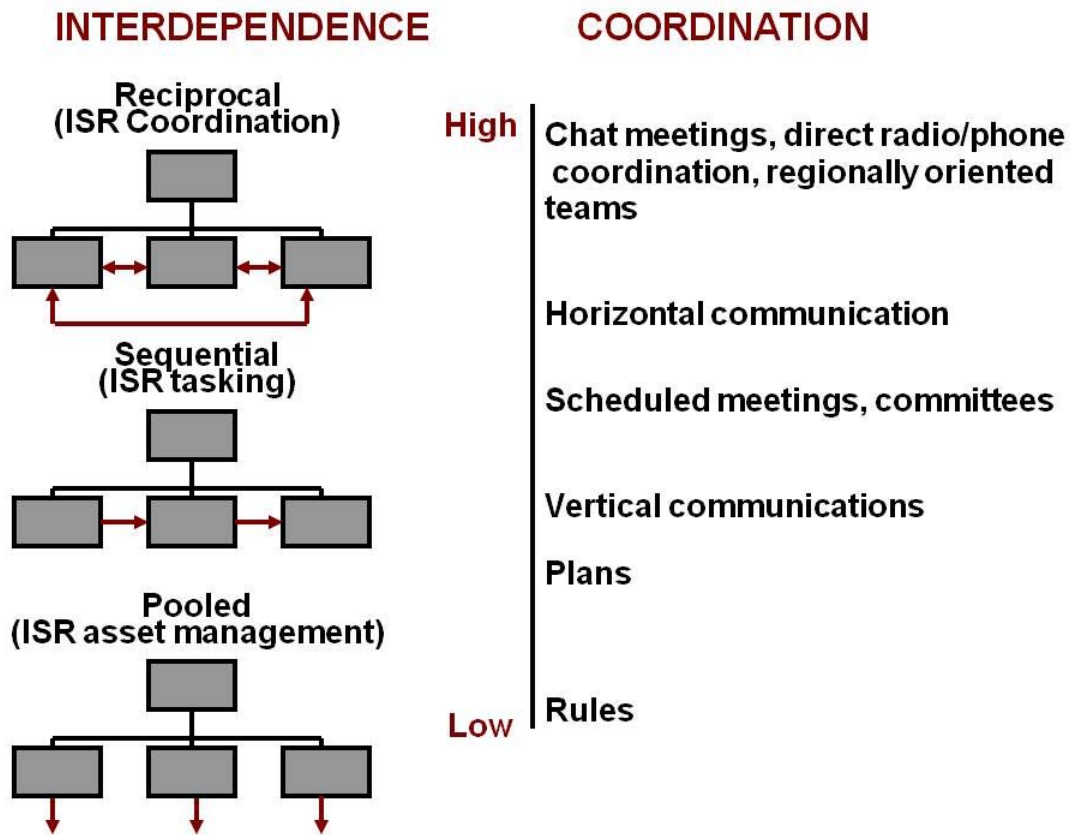 INTERDEPENDENCE
COORDINATION
Reciprocal
(ISR Coordination)
High
Chat meetings, direct radio/phone
coordination, regionally oriented
teams
Horizontal communication
Sequential
(ISR tasking)
Scheduled meetings, committees
Vertical communications
Plans
Pooled
(ISR asset management)
Rules
Low